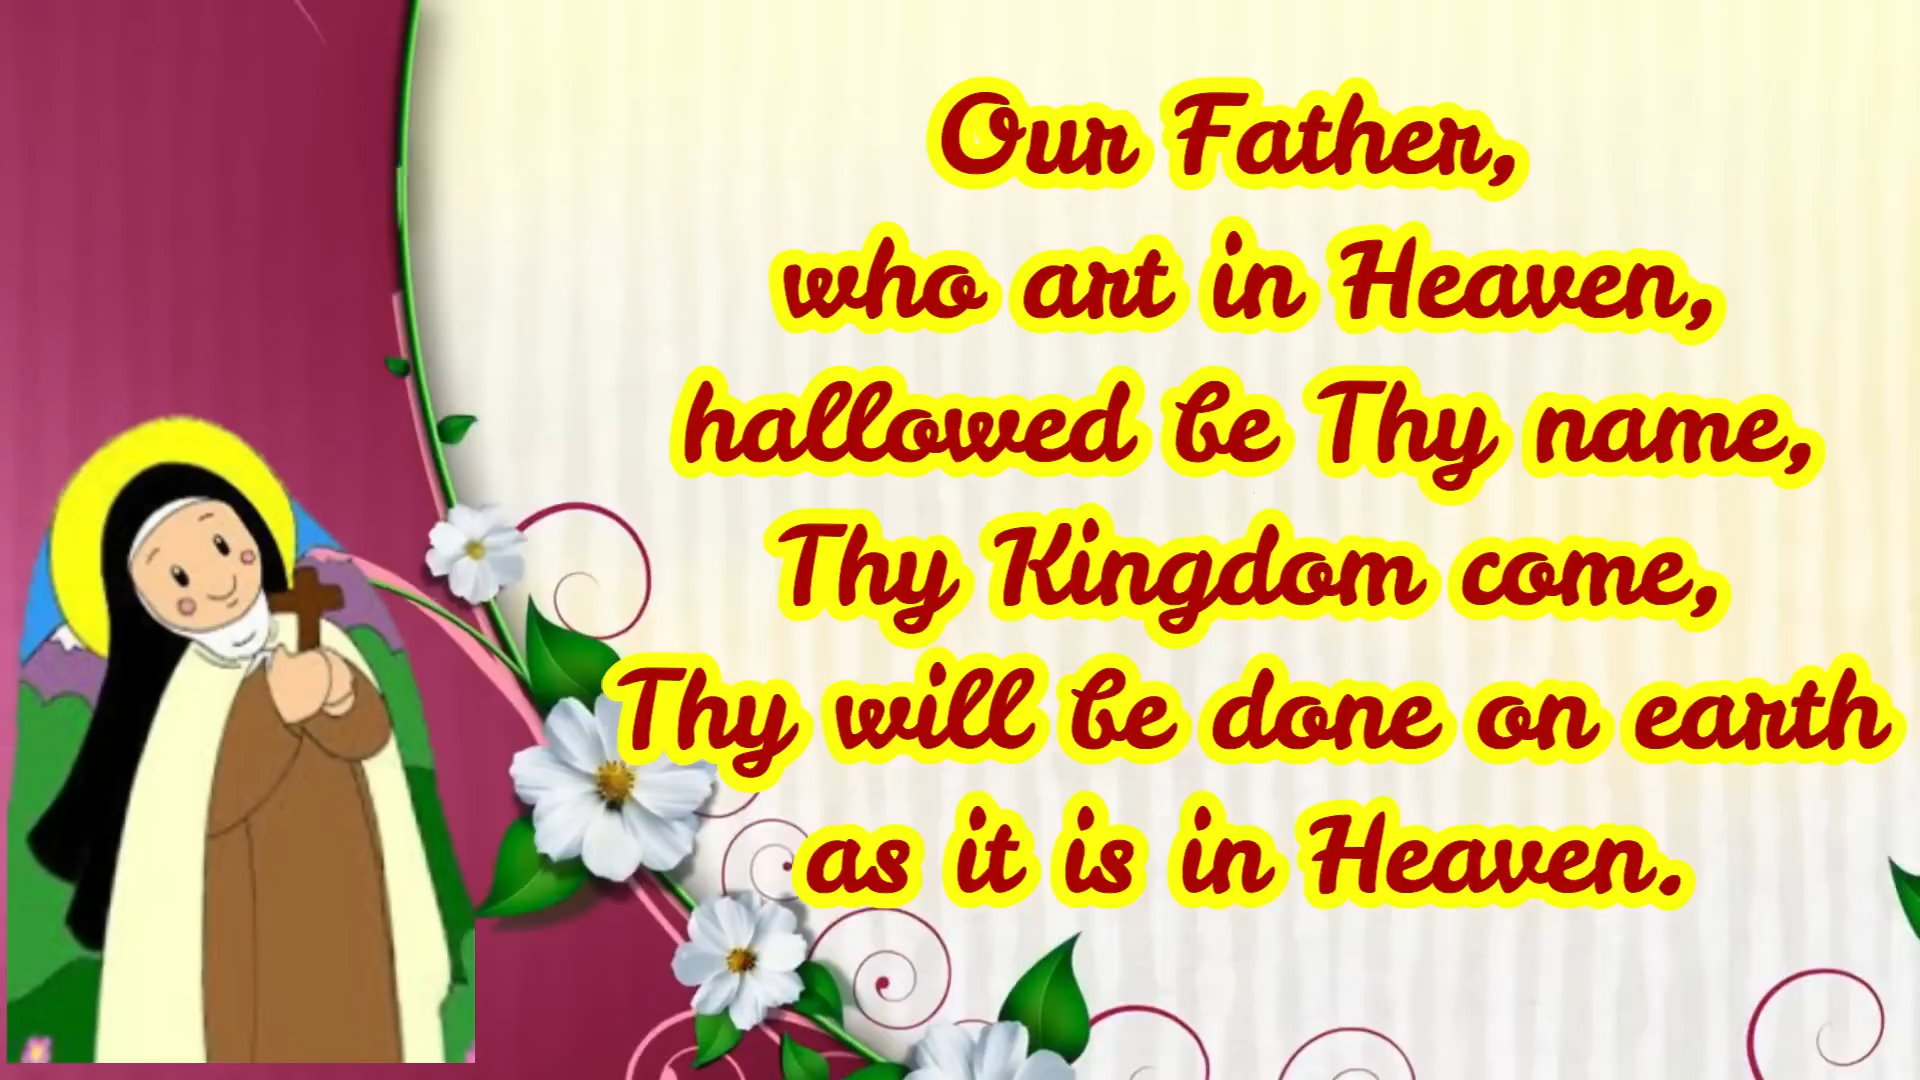 Our Father,
who art in Heaven,
hallowed be Thy name,
Thy Kingdom come,
Thy will be done on earth
as it is in Heaven.